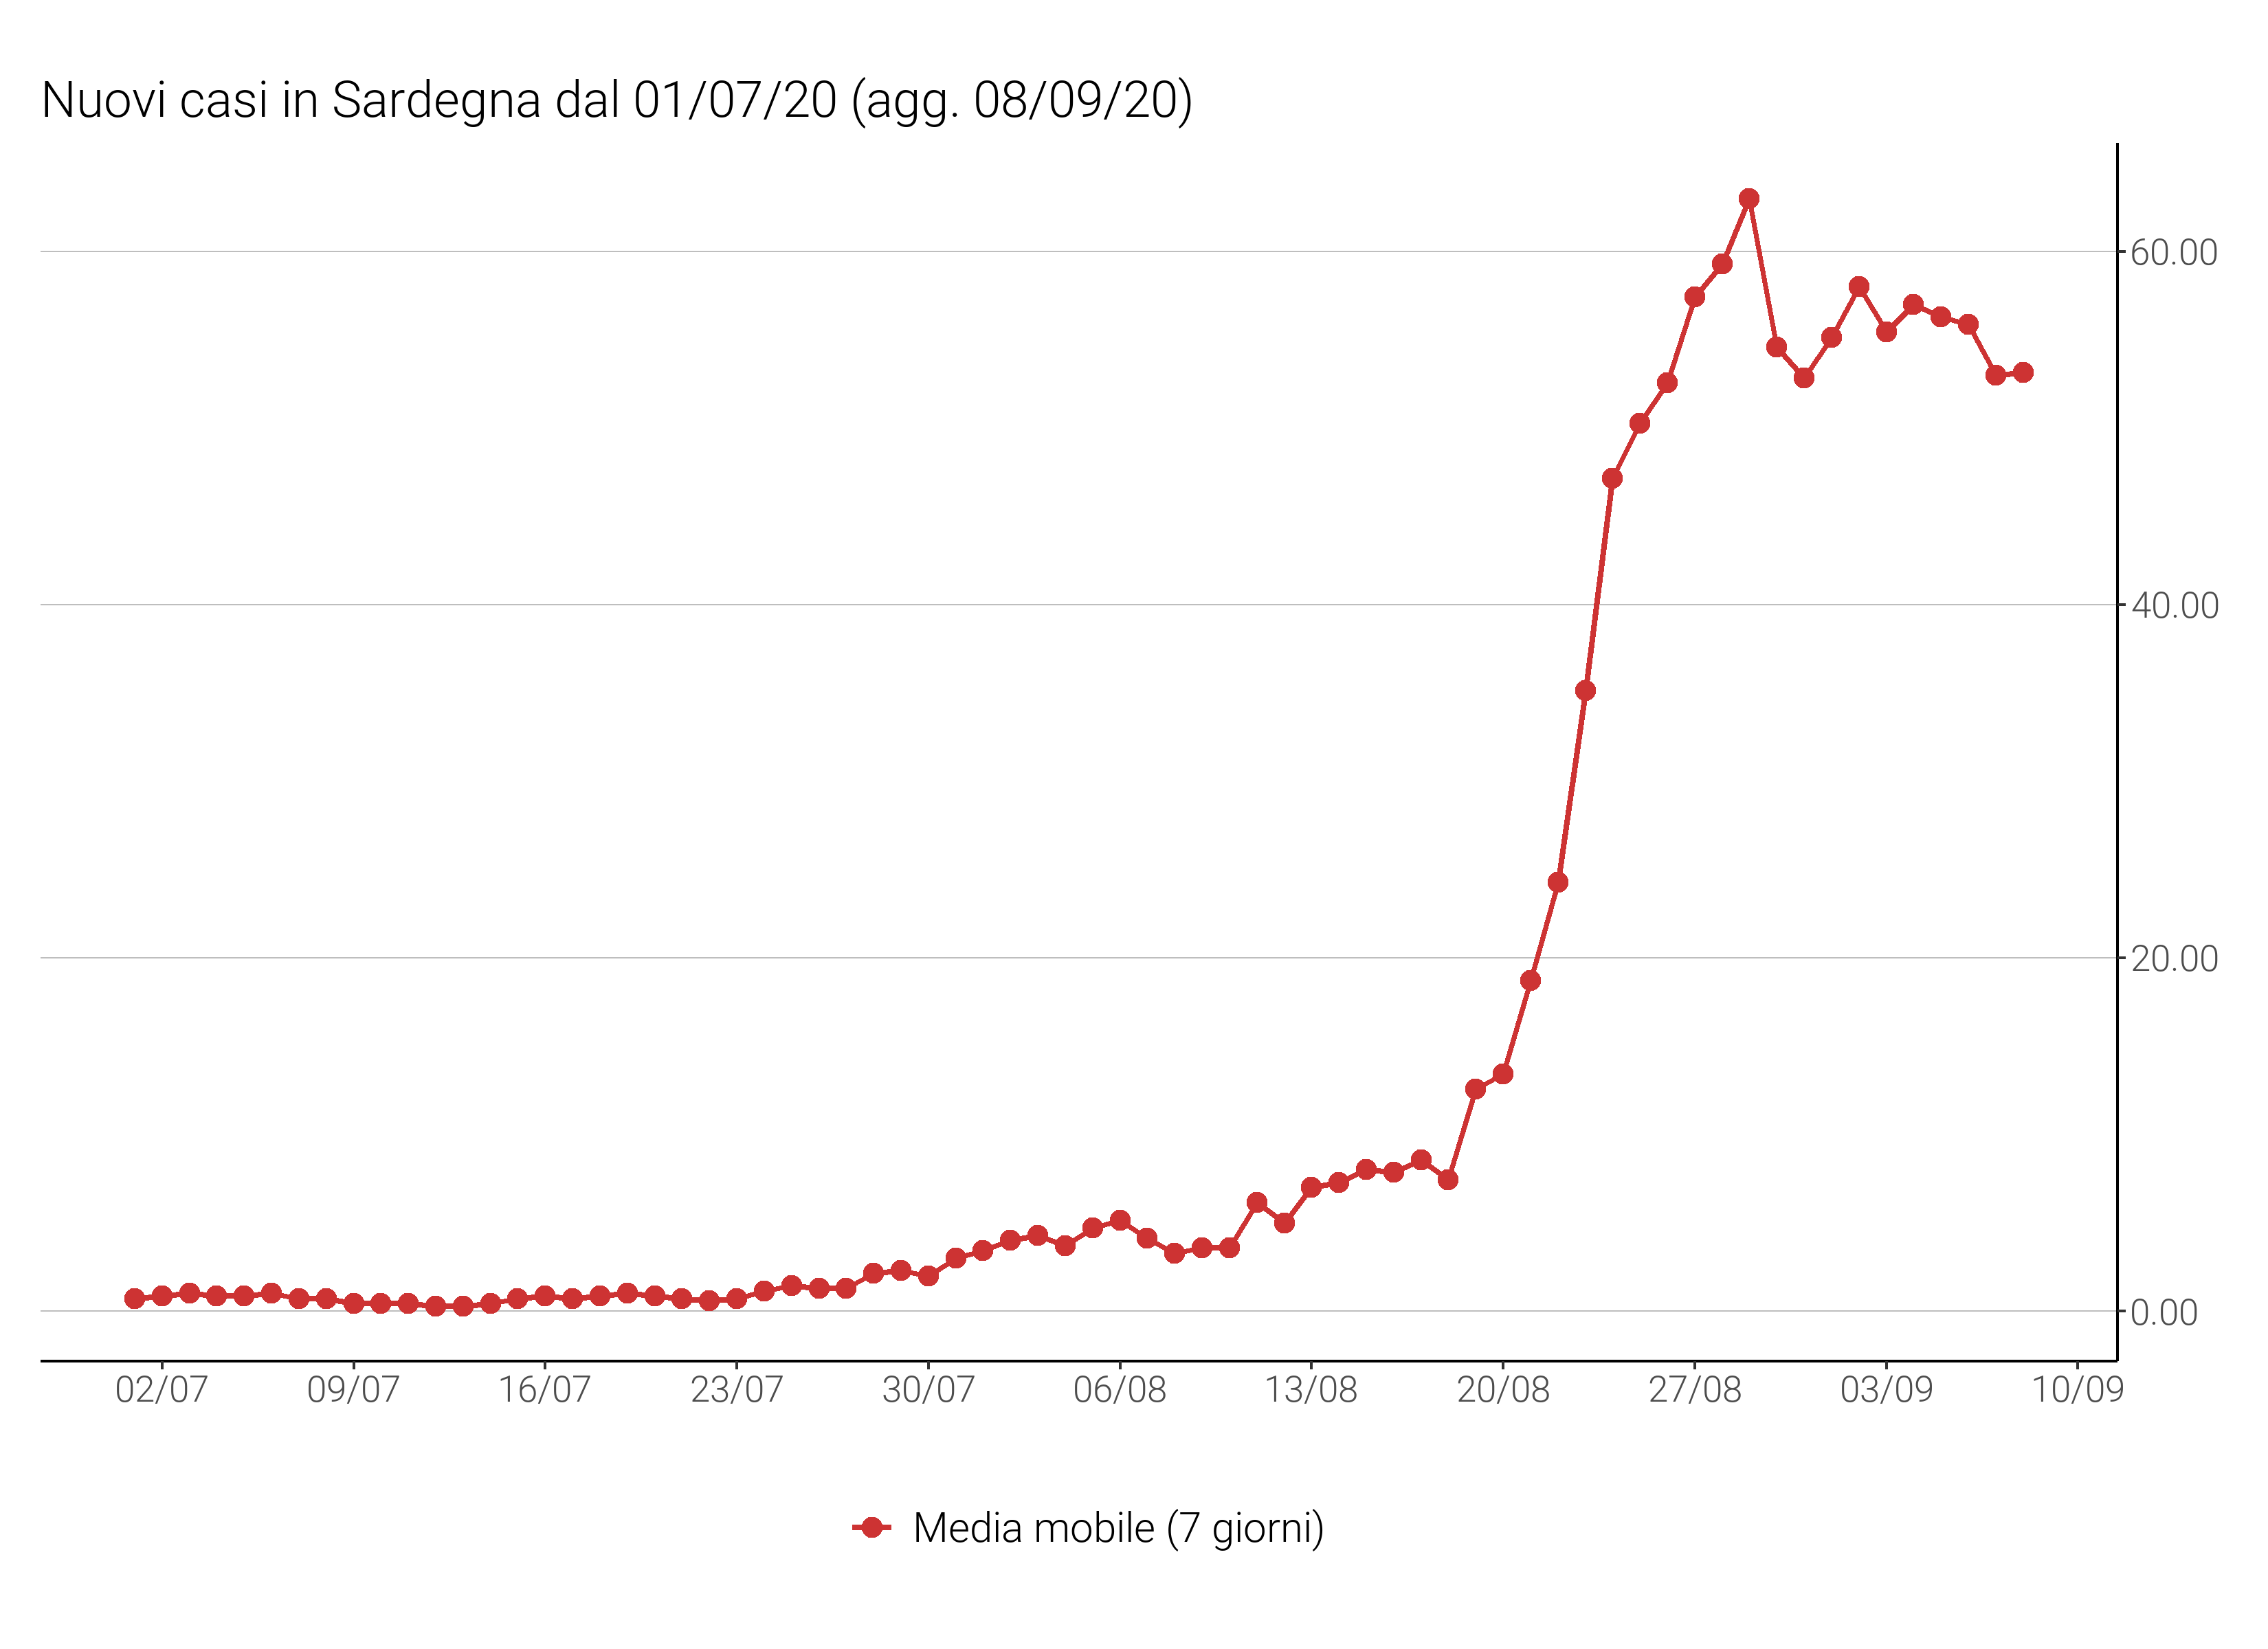 Nuovi casi in Sardegna dal 01/07/20 (agg. 08/09/20)
60.00
40.00
20.00
0.00
02/07 09/07 16/07 23/07 30/07 06/08 13/08 20/08 27/08 03/09 10/09
Media mobile (7 giorni)